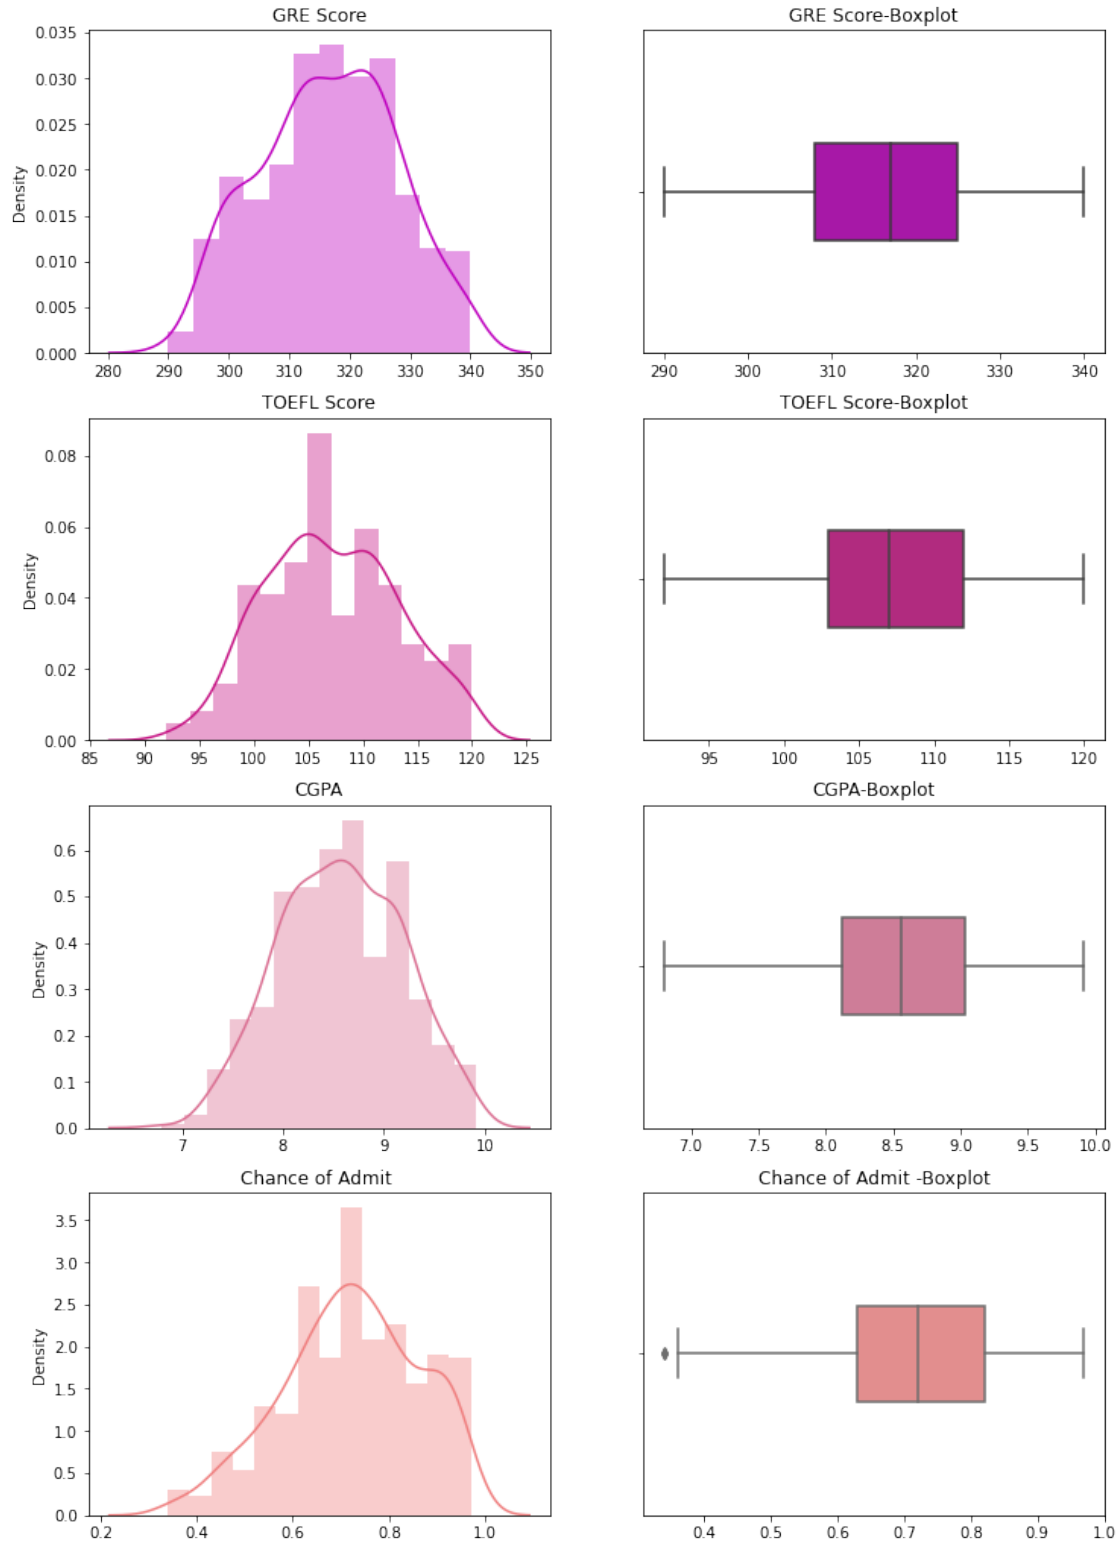 GRE Score
Density
0.035
0.030
0.025
0.020
0.015
0.010
0.005
0.000
280 290 300 310 320 330 340 350
GRE Score-Boxplot
290 300 310 320 330 340
TOEFL Score
Density
0.08
0.06
0.04
0.02
0.00
85 90 95 100 105 110 115 120 125
TOEFL Score-Boxplot
95 100 105 110 115 120
CGPA
Density
0.6
0.5
0.4
0.3
0.2
0.1
0.0
7 8 9 10
CGPA-Boxplot
7.0 7.5 8.0 8.5 9.0 9.5 10.0
Chance of Admit
Density
3.5
3.0
2.5
2.0
1.5
1.0
0.5
0.0
0.2 0.4 0.6 0.8 1.0
Chance of Admit -Boxplot
0.4 0.5 0.6 0.7 0.8 0.9 1.0